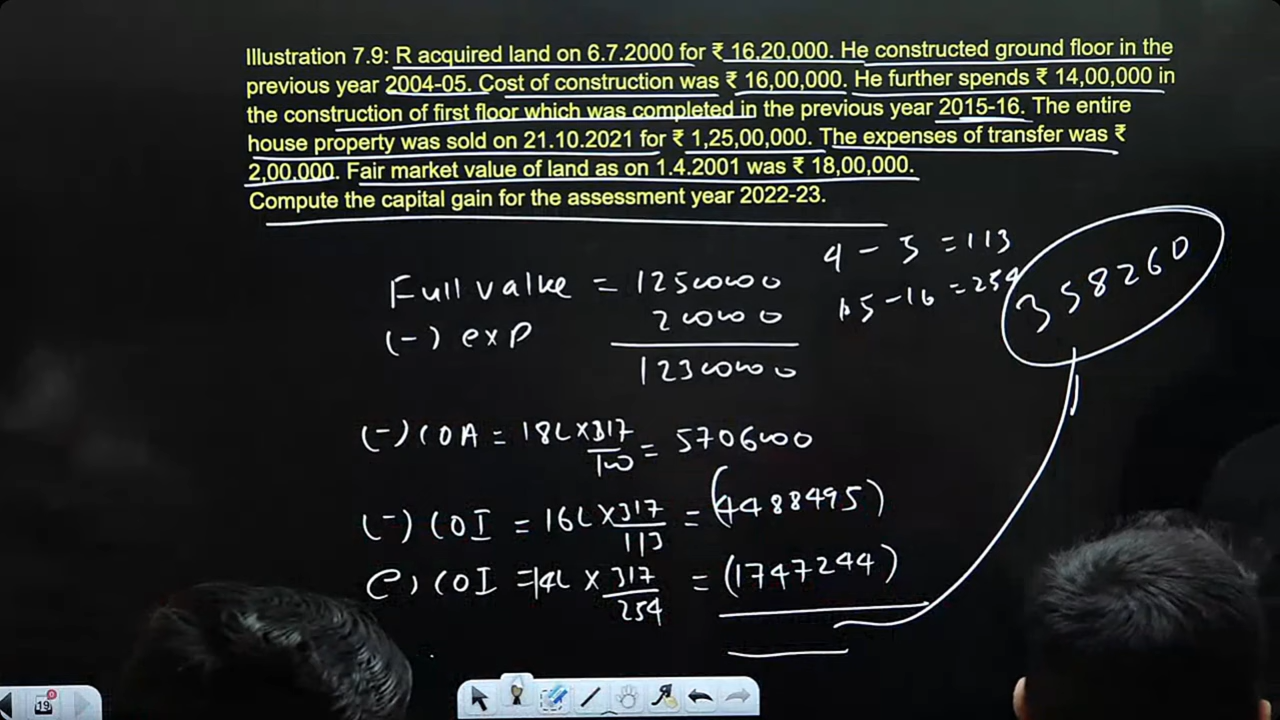 Illustration 7.9: R acquired land on 6.7.2000 for ₹ 16,20,000. He constructed ground floor in the
previous year 2004-05. Cost of construction was ₹ 16,00,000. He further spends ₹ 14,00,000 in
the construction of first floor which was completed in the previous year 2015-16. The entire
house property was sold on 21.10.2021 for ₹ 1,25,00,000. The expenses of transfer was ₹
2,00,000. Fair market value of land as on 1.4.2001 was ₹ 18,00,000.
Compute the capital gain for the assessment year 2022-23.
4 - 5 = 113
15-16 = 254
358260
Full value = 12500000
(-) exp 200000
12300000
(-) COA = 18L × 317/100 = 5706000
(-) COI = 16L × 317/113 = (4488495)
(-) COI = 14L × 317/254 = (1747244)
19